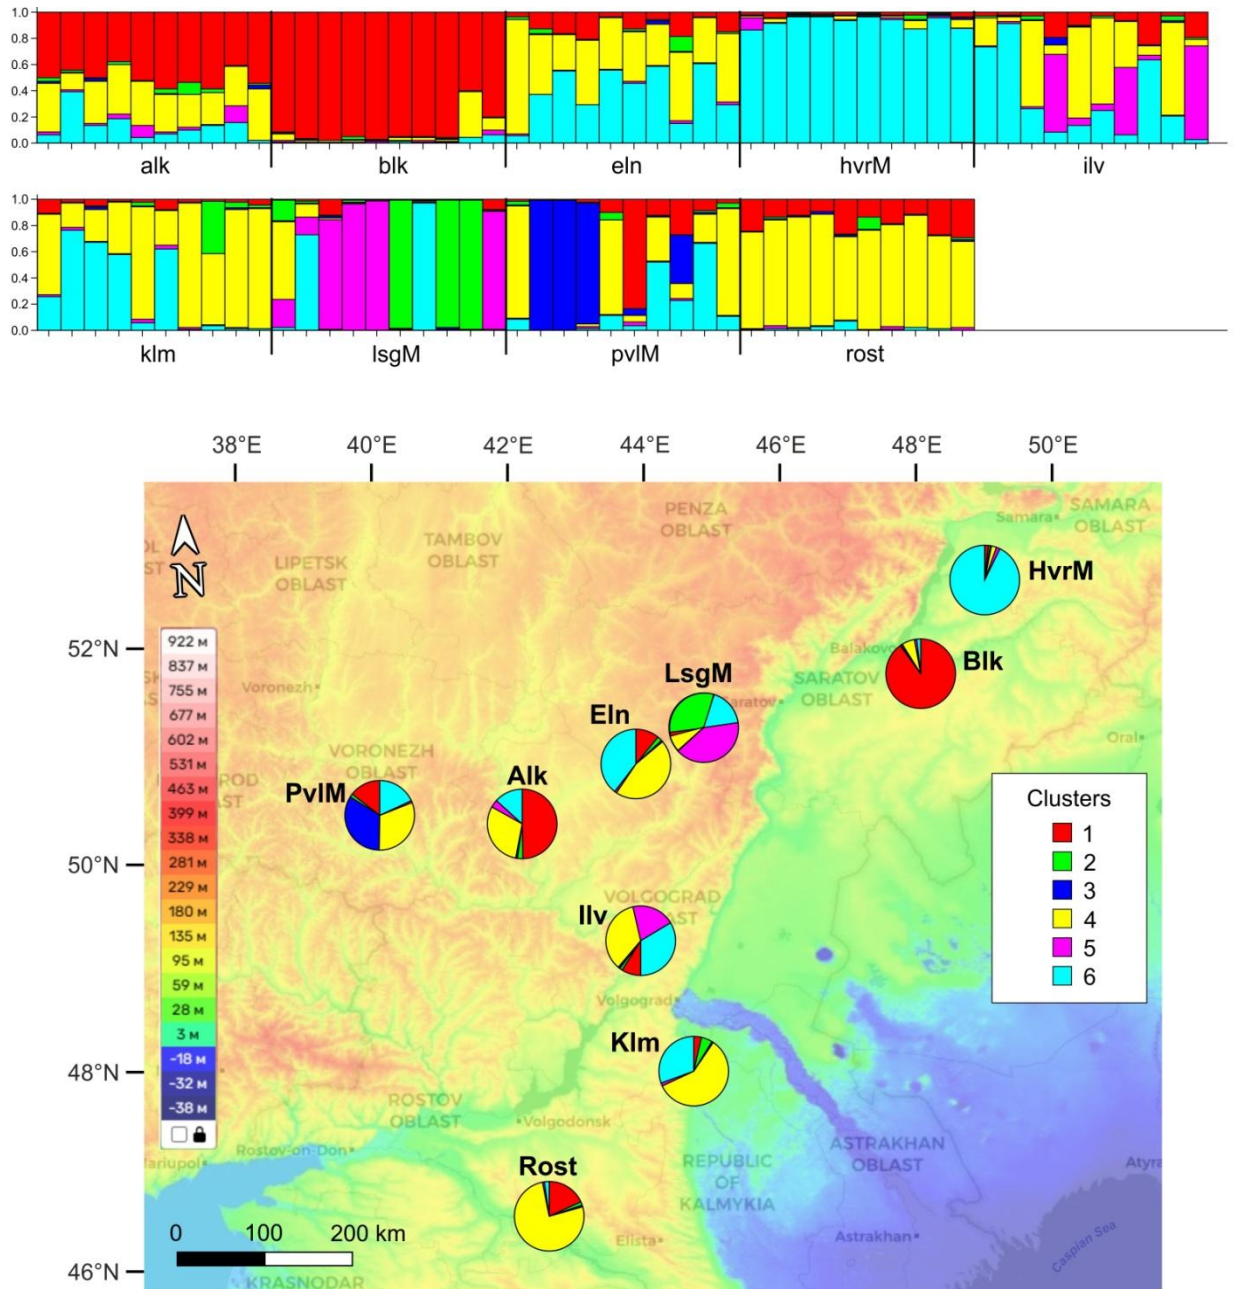 1.0
0.8
0.6
0.4
0.2
0.0
alk blk eln hvrM ilv
1.0
0.8
0.6
0.4
0.2
0.0
klm lsgM pvlM rost
38°E 40°E 42°E 44°E 46°E 48°E 50°E
N
PENZA
OBLAST
SAMARA
OBLAST
Samara
TAMBOV
OBLAST
LIPETSK
OBLAST
HvrM
52°N
922 м
837 м
755 м
677 м
602 м
531 м
463 м
399 м
338 м
281 м
229 м
180 м
135 м
95 м
59 м
28 м
3 м
-18 м
-32 м
-38 м
Balakovo
Blk
SARATOV
OBLAST
LsgM
Voronezh
aratov
Eln
Oral
VORONEZH
OBLAST
Alk
PvlM
Clusters
1
2
3
4
5
6
50°N
VOLGOGRAD
AST
Ilv
Volgograd
Klm
48°N
ROSTOV
OBLAST
Volgodonsk
Rostov-on-Don
ariupol
ASTRAKHAN
OBLAST
REPUBLIC
OF
KALMYKIA
Atyra
Rost
0 100 200 km
Elista
Astrakhan
Caspian Sea
46°N
KRASNODAR